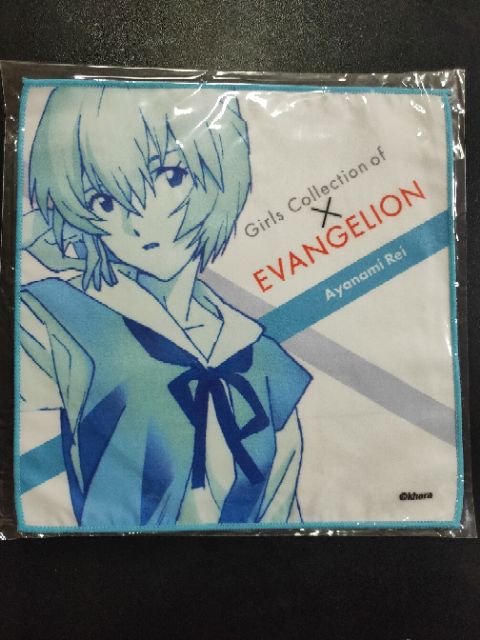 Girls Collection of
×
EVANGELION
Ayanami Rei
©khara